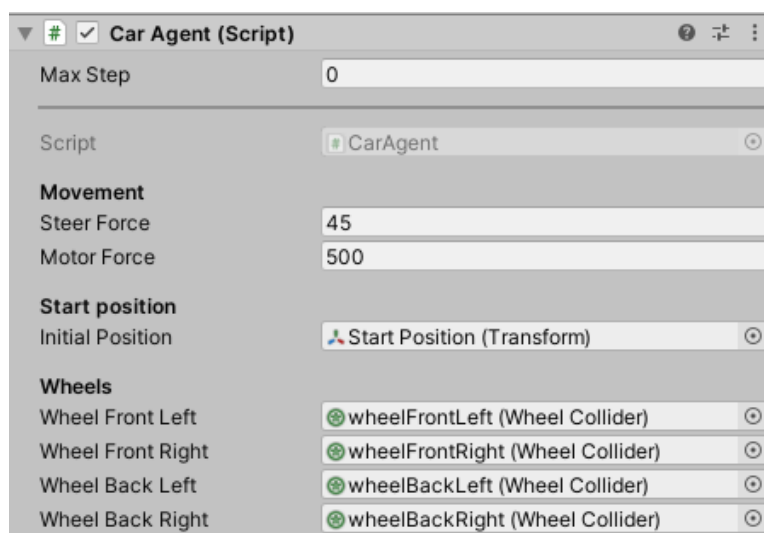 # Car Agent (Script)
Max Step 0
Script # CarAgent
Movement
Steer Force 45
Motor Force 500
Start position
Initial Position Start Position (Transform)
Wheels
Wheel Front Left wheelFrontLeft (Wheel Collider)
Wheel Front Right wheelFrontRight (Wheel Collider)
Wheel Back Left wheelBackLeft (Wheel Collider)
Wheel Back Right wheelBackRight (Wheel Collider)